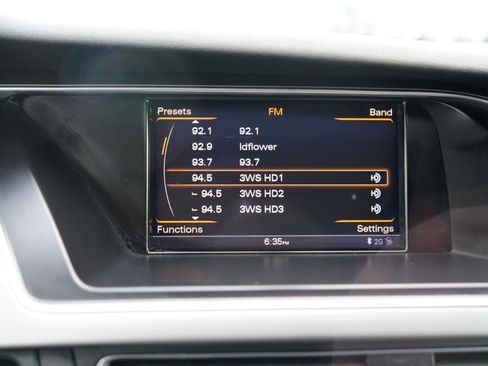 Presets FM Band
92.1 92.1
92.9 ldflower
93.7 93.7
94.5 3WS HD1
94.5 3WS HD2
94.5 3WS HD3
Functions Settings
6:35PM 2G